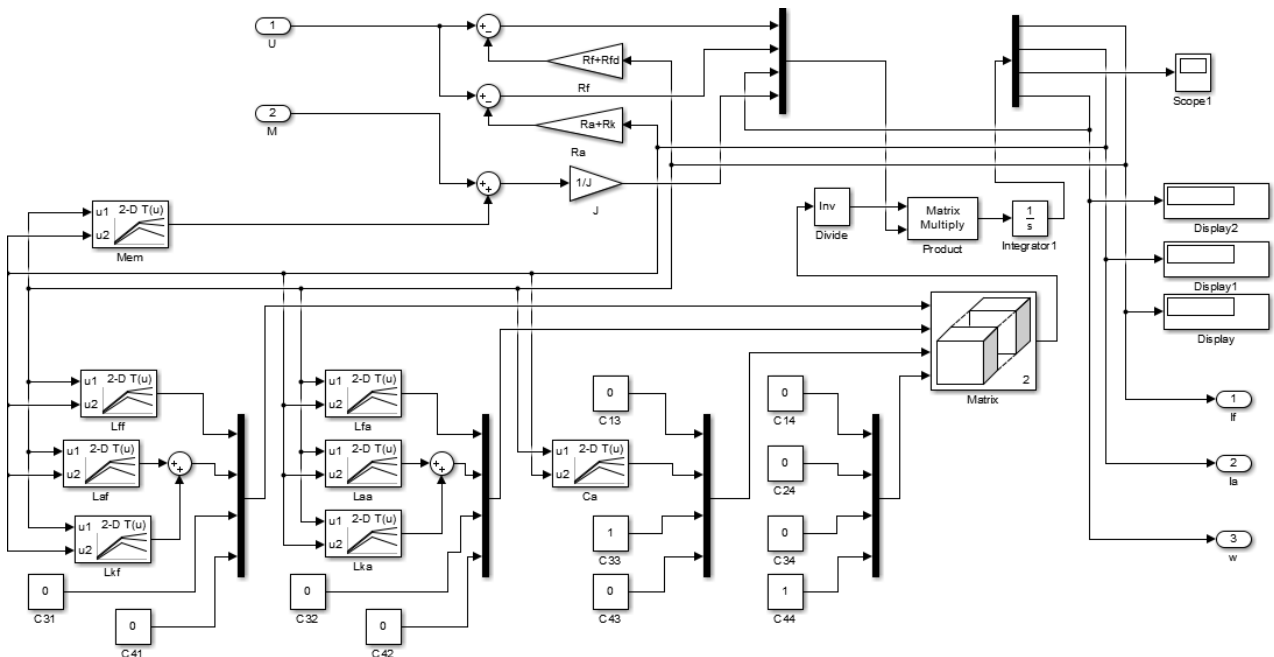 1
U
+
−
Rf+Rfd
Rf
+
−
Ra+Rk
Ra
2
M
+
+
1/J
J
Scope1
u1
u2
2-D T(u)
Mem
Inv
Divide
Matrix
Multiply
Product
1
s
Integrator1
Display2
Display1
Display
2
Matrix
u1
u2
2-D T(u)
Lff
u1
u2
2-D T(u)
Laf
+
+
u1
u2
2-D T(u)
Lkf
0
C31
0
C41
u1
u2
2-D T(u)
Lfa
u1
u2
2-D T(u)
Laa
+
+
u1
u2
2-D T(u)
Lka
0
C32
0
C42
0
C13
u1
u2
2-D T(u)
Ca
1
C33
0
C43
0
C14
0
C24
0
C34
1
C44
1
If
2
Ia
3
w